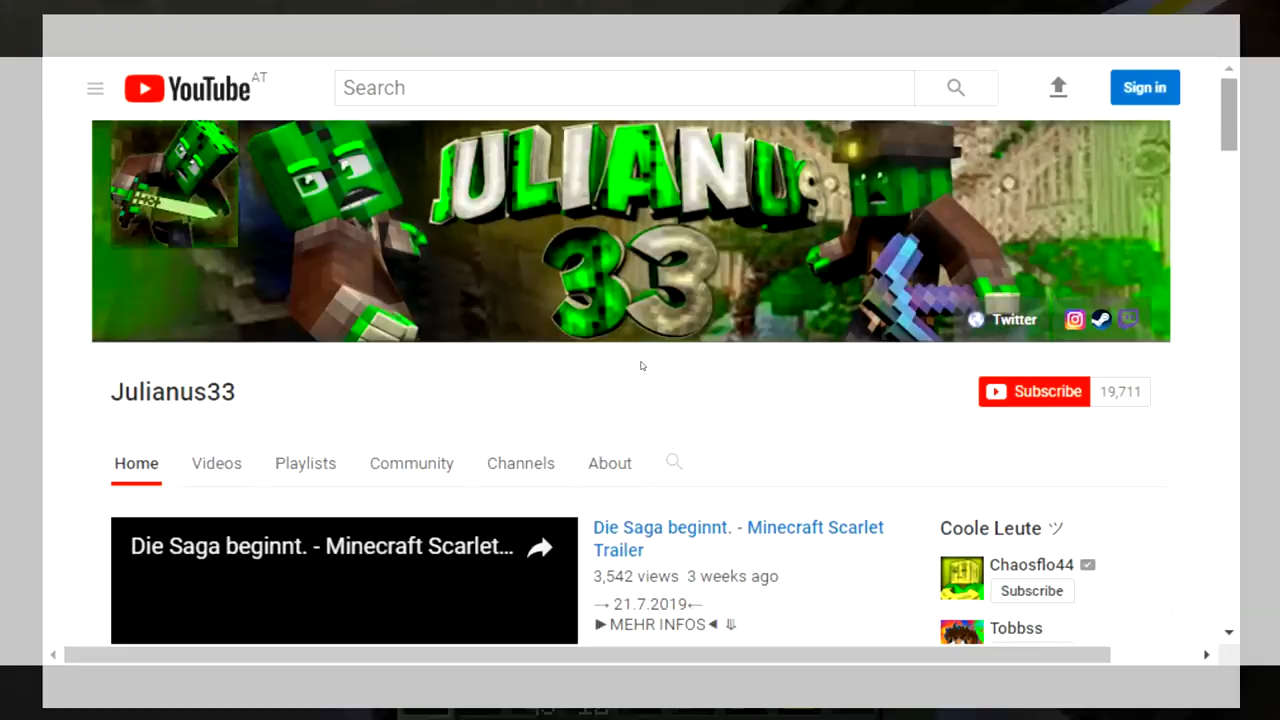 YouTube AT
Search
Sign in
JULIANUS
33
Twitter
Julianus33
Subscribe 19,711
Home Videos Playlists Community Channels About
Die Saga beginnt. - Minecraft Scarlet...
Die Saga beginnt. - Minecraft Scarlet
Trailer
3,542 views 3 weeks ago
→ 21.7.2019←
►MEHR INFOS◄ ⤋
Coole Leute ツ
Chaosflo44
Subscribe
Tobbss